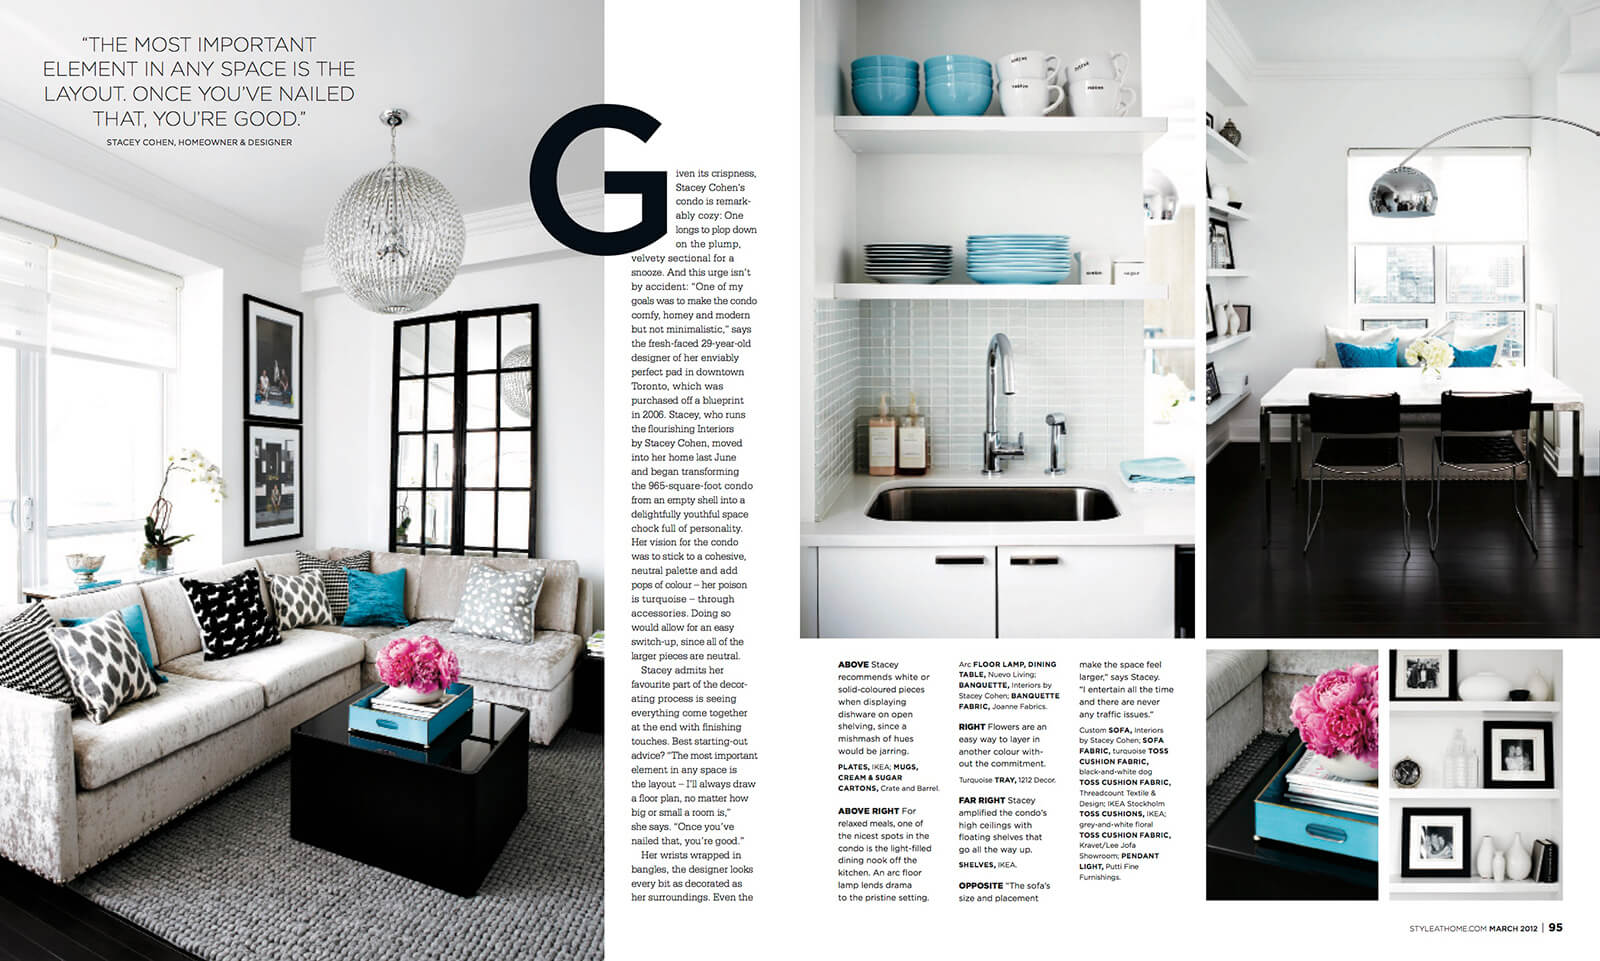 “THE MOST IMPORTANT
ELEMENT IN ANY SPACE IS THE
LAYOUT. ONCE YOU’VE NAILED
THAT, YOU’RE GOOD.”
STACEY COHEN, HOMEOWNER & DESIGNER
G
iven its crispness,
Stacey Cohen’s
condo is remark-
ably cozy: One
longs to plop down
on the plump,
velvety sectional for a
snooze. And this urge isn’t
by accident: “One of my
goals was to make the condo
comfy, homey and modern
but not minimalistic,” says
the fresh-faced 29-year-old
designer of her enviably
perfect pad in downtown
Toronto, which was
purchased off a blueprint
in 2006. Stacey, who runs
the flourishing Interiors
by Stacey Cohen, moved
into her home last June
and began transforming
the 965-square-foot condo
from an empty shell into a
delightfully youthful space
chock full of personality.
Her vision for the condo
was to stick to a cohesive,
neutral palette and add
pops of colour – her poison
is turquoise – through
accessories. Doing so
would allow for an easy
switch-up, since all of the
larger pieces are neutral.
Stacey admits her
favourite part of the decor-
ating process is seeing
everything come together
at the end with finishing
touches. Best starting-out
advice? “The most important
element in any space is
the layout – I’ll always draw
a floor plan, no matter how
big or small a room is,”
she says. “Once you’ve
nailed that, you’re good.”
Her wrists wrapped in
bangles, the designer looks
every bit as decorated as
her surroundings. Even the
ABOVE Stacey
recommends white or
solid-coloured pieces
when displaying
dishware on open
shelving, since a
mishmash of hues
would be jarring.
PLATES, IKEA; MUGS,
CREAM & SUGAR
CARTONS, Crate and Barrel.
ABOVE RIGHT For
relaxed meals, one of
the nicest spots in the
condo is the light-filled
dining nook off the
kitchen. An arc floor
lamp lends drama
to the pristine setting.
Arc FLOOR LAMP, DINING
TABLE, Nuevo Living;
BANQUETTE, Interiors by
Stacey Cohen; BANQUETTE
FABRIC, Joanne Fabrics.
RIGHT Flowers are an
easy way to layer in
another colour with-
out the commitment.
Turquoise TRAY, 1212 Decor.
FAR RIGHT Stacey
amplified the condo’s
high ceilings with
floating shelves that
go all the way up.
SHELVES, IKEA.
OPPOSITE “The sofa’s
size and placement
make the space feel
larger,” says Stacey.
“I entertain all the time
and there are never
any traffic issues.”
Custom SOFA, Interiors
by Stacey Cohen; SOFA
FABRIC, turquoise TOSS
CUSHION FABRIC,
black-and-white dog
TOSS CUSHION FABRIC,
Threadcount Textile &
Design; IKEA Stockholm
TOSS CUSHIONS, IKEA;
grey-and-white floral
TOSS CUSHION FABRIC,
Kravet/Lee Jofa
Showroom; PENDANT
LIGHT, Putti Fine
Furnishings.
STYLEATHOME.COM MARCH 2012 | 95